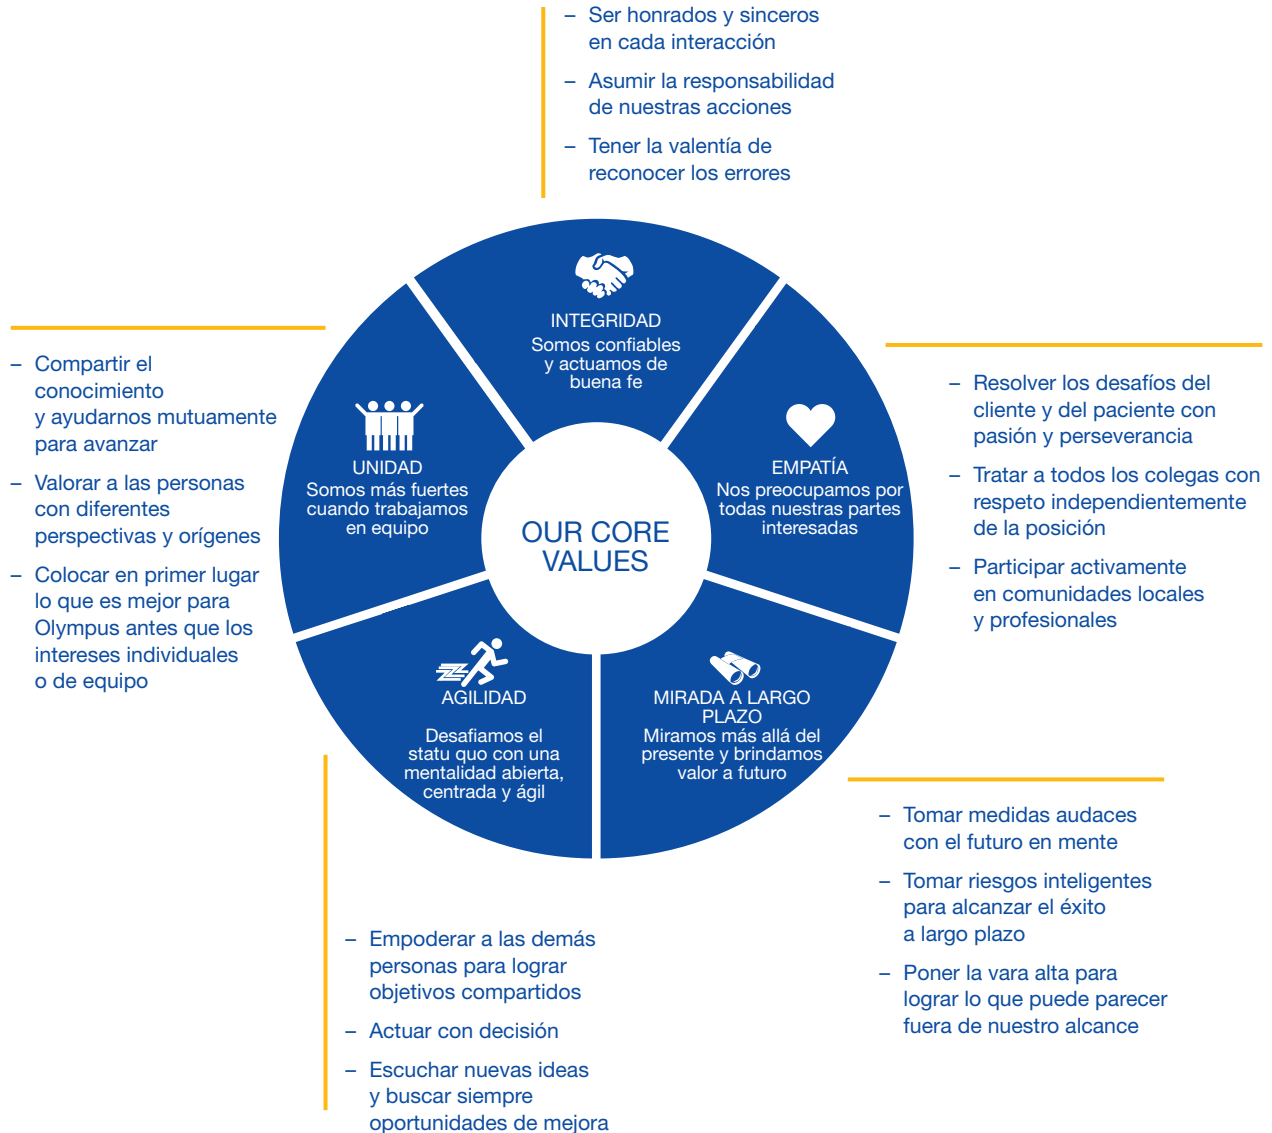 – Ser honrados y sinceros
en cada interacción
– Asumir la responsabilidad
de nuestras acciones
– Tener la valentía de
reconocer los errores
INTEGRIDAD
Somos confiables
y actuamos de
buena fe
– Compartir el
conocimiento
y ayudarnos mutuamente
para avanzar
– Valorar a las personas
con diferentes
perspectivas y orígenes
– Colocar en primer lugar
lo que es mejor para
Olympus antes que los
intereses individuales
o de equipo
UNIDAD
Somos más fuertes
cuando trabajamos
en equipo
OUR CORE
VALUES
EMPATÍA
Nos preocupamos por
todas nuestras partes
interesadas
– Resolver los desafíos del
cliente y del paciente con
pasión y perseverancia
– Tratar a todos los colegas con
respeto independientemente
de la posición
– Participar activamente
en comunidades locales
y profesionales
AGILIDAD
Desafiamos el
statu quo con una
mentalidad abierta,
centrada y ágil
MIRADA A LARGO
PLAZO
Miramos más allá del
presente y brindamos
valor a futuro
– Tomar medidas audaces
con el futuro en mente
– Tomar riesgos inteligentes
para alcanzar el éxito
a largo plazo
– Poner la vara alta para
lograr lo que puede parecer
fuera de nuestro alcance
– Empoderar a las demás
personas para lograr
objetivos compartidos
– Actuar con decisión
– Escuchar nuevas ideas
y buscar siempre
oportunidades de mejora